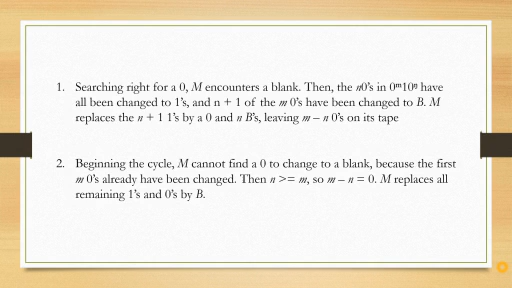 1. Searching right for a 0, M encounters a blank. Then, the n0's in 0ᵐ10ⁿ have
all been changed to 1's, and n + 1 of the m 0's have been changed to B. M
replaces the n + 1 1's by a 0 and n B's, leaving m – n 0's on its tape
2. Beginning the cycle, M cannot find a 0 to change to a blank, because the first
m 0's already have been changed. Then n >= m, so m – n = 0. M replaces all
remaining 1's and 0's by B.